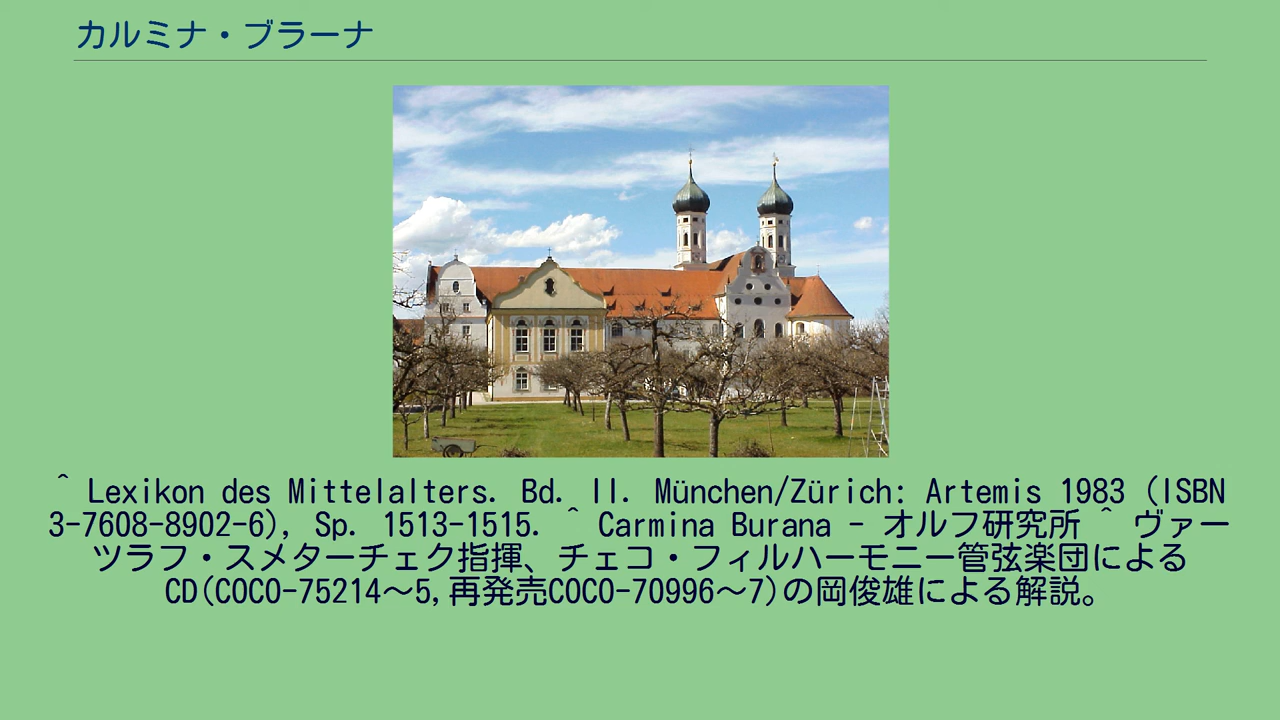 カルミナ・ブラーナ
^ Lexikon des Mittelalters. Bd. II. München/Zürich: Artemis 1983 (ISBN
3-7608-8902-6), Sp. 1513-1515. ^ Carmina Burana - オルフ研究所 ^ ヴァー
ツラフ・スメターチェク指揮、チェコ・フィルハーモニー管弦楽団による
CD(COCO-75214〜5,再発売COCO-70996〜7)の岡俊雄による解説。